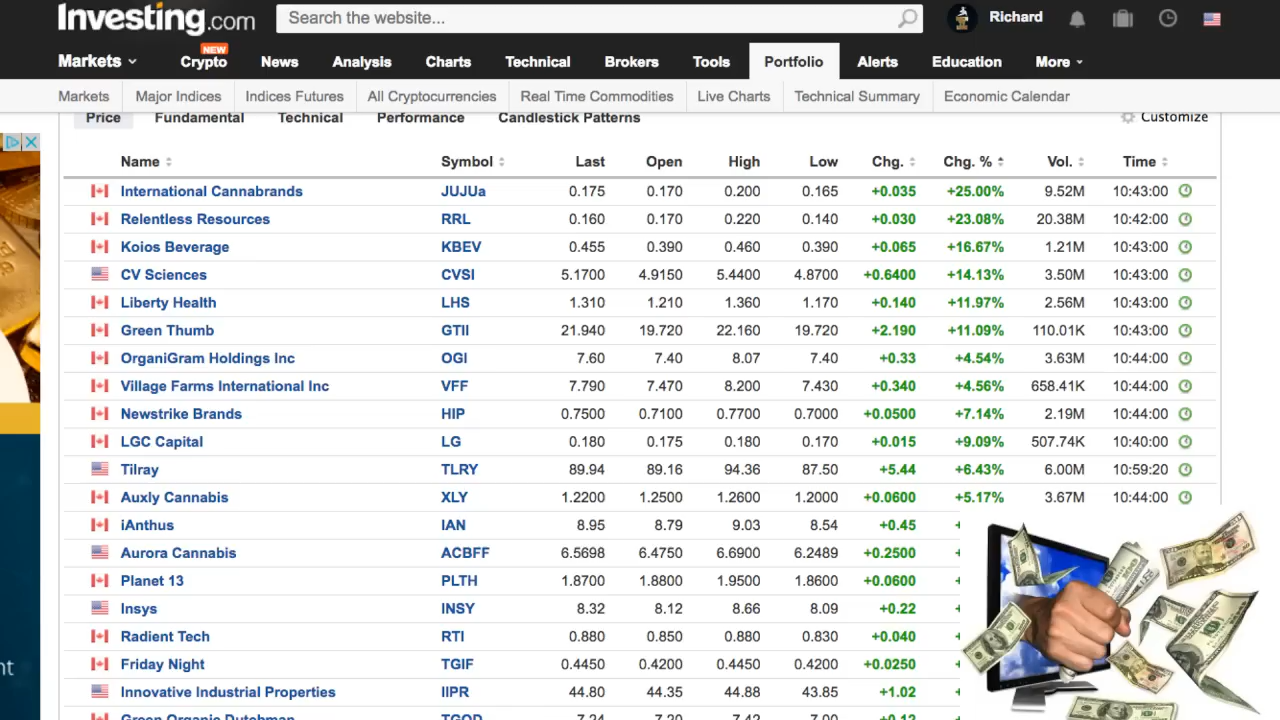 Investing.com Search the website... Richard
NEW
Markets Crypto News Analysis Charts Technical Brokers Tools Portfolio Alerts Education More
Markets Major Indices Indices Futures All Cryptocurrencies Real Time Commodities Live Charts Technical Summary Economic Calendar
Price Fundamental Technical Performance Candlestick Patterns Customize
Name Symbol Last Open High Low Chg. Chg. % Vol. Time
International Cannabrands JUJUa 0.175 0.170 0.200 0.165 +0.035 +25.00% 9.52M 10:43:00
Relentless Resources RRL 0.160 0.170 0.220 0.140 +0.030 +23.08% 20.38M 10:42:00
Koios Beverage KBEV 0.455 0.390 0.460 0.390 +0.065 +16.67% 1.21M 10:43:00
CV Sciences CVSI 5.1700 4.9150 5.4400 4.8700 +0.6400 +14.13% 3.50M 10:43:00
Liberty Health LHS 1.310 1.210 1.360 1.170 +0.140 +11.97% 2.56M 10:43:00
Green Thumb GTII 21.940 19.720 22.160 19.720 +2.190 +11.09% 110.01K 10:43:00
OrganiGram Holdings Inc OGI 7.60 7.40 8.07 7.40 +0.33 +4.54% 3.63M 10:44:00
Village Farms International Inc VFF 7.790 7.470 8.200 7.430 +0.340 +4.56% 658.41K 10:44:00
Newstrike Brands HIP 0.7500 0.7100 0.7700 0.7000 +0.0500 +7.14% 2.19M 10:44:00
LGC Capital LG 0.180 0.175 0.180 0.170 +0.015 +9.09% 507.74K 10:40:00
Tilray TLRY 89.94 89.16 94.36 87.50 +5.44 +6.43% 6.00M 10:59:20
Auxly Cannabis XLY 1.2200 1.2500 1.2600 1.2000 +0.0600 +5.17% 3.67M 10:44:00
iAnthus IAN 8.95 8.79 9.03 8.54 +0.45
Aurora Cannabis ACBFF 6.5698 6.4750 6.6900 6.2489 +0.2500
Planet 13 PLTH 1.8700 1.8800 1.9500 1.8600 +0.0600
Insys INSY 8.32 8.12 8.66 8.09 +0.22
Radient Tech RTI 0.880 0.850 0.880 0.830 +0.040
Friday Night TGIF 0.4450 0.4200 0.4450 0.4200 +0.0250
Innovative Industrial Properties IIPR 44.80 44.35 44.88 43.85 +1.02
Green Organic Dutchman TGOD 7.24 7.20 7.42 7.00 +0.12
nt